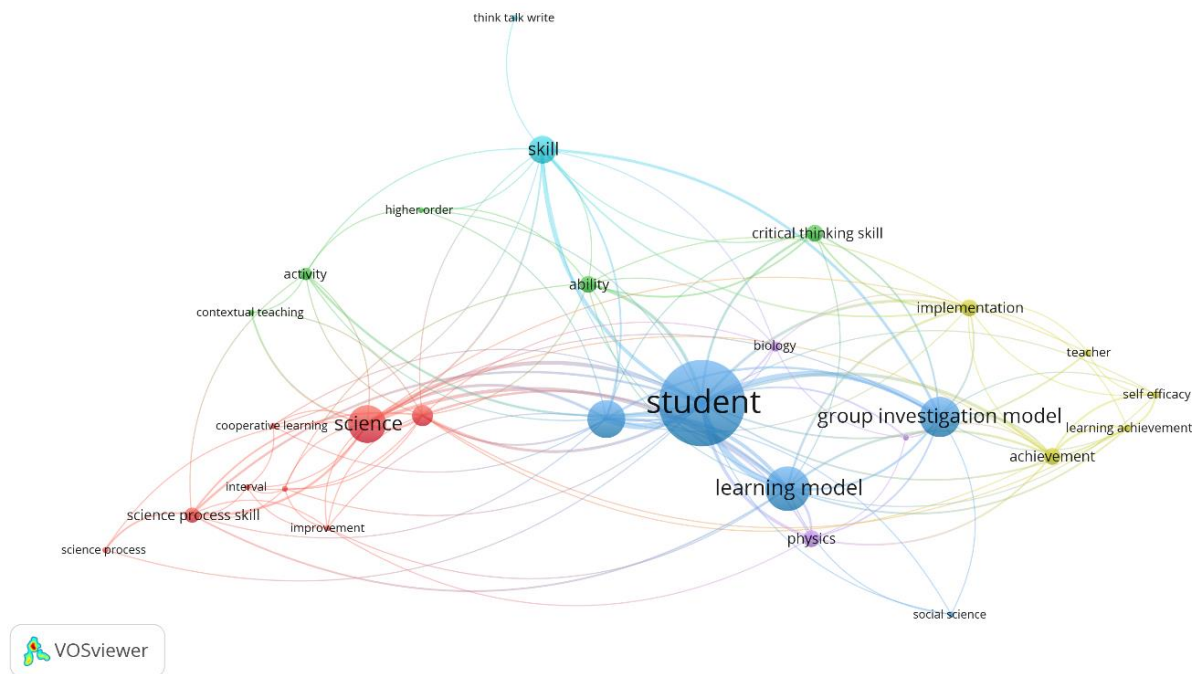 think talk write
skill
higher order
critical thinking skill
activity
ability
contextual teaching
implementation
biology
teacher
self efficacy
student
group investigation model
science
cooperative learning
learning achievement
achievement
interval
learning model
science process skill
improvement
physics
science process
social science
VOSviewer